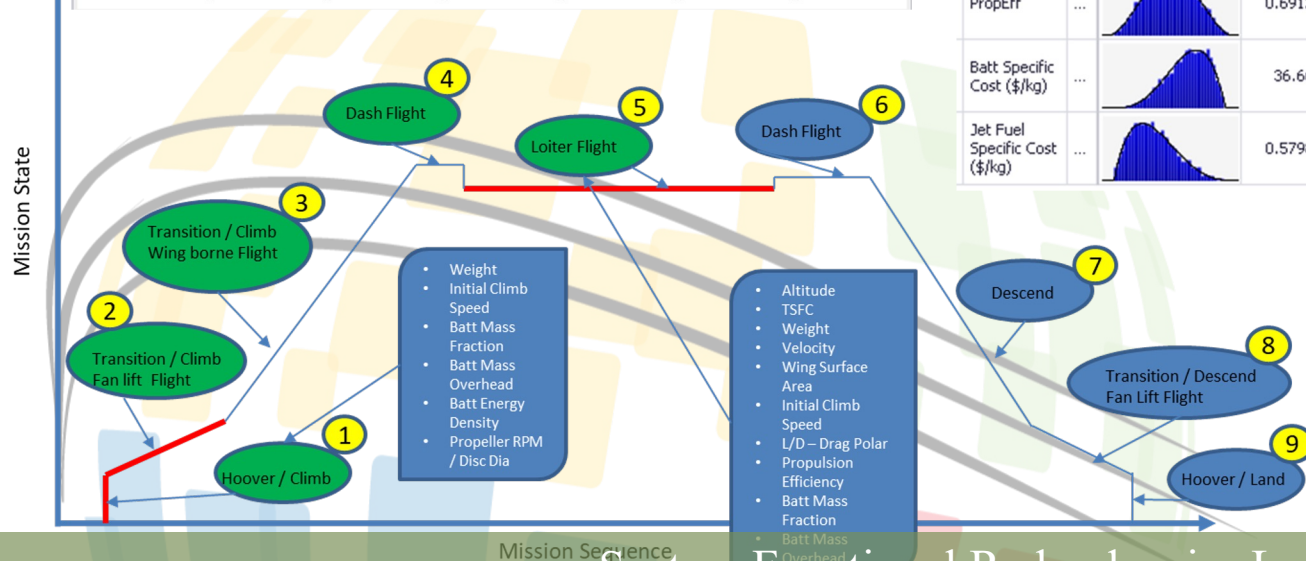 PropEff
...
0.691
Batt Specific
Cost ($/kg)
...
36.6
Jet Fuel
Specific Cost
($/kg)
...
0.579
Mission State
4
Dash Flight
5
Loiter Flight
6
Dash Flight
3
Transition / Climb
Wing borne Flight
2
Transition / Climb
Fan lift Flight
1
Hoover / Climb
• Weight
• Initial Climb
Speed
• Batt Mass
Fraction
• Batt Mass
Overhead
• Batt Energy
Density
• Propeller RPM
/ Disc Dia
• Altitude
• TSFC
• Weight
• Velocity
• Wing Surface
Area
• Initial Climb
Speed
• L/D – Drag Polar
• Propulsion
Efficiency
• Batt Mass
Fraction
• Batt Mass
Overhead
7
Descend
8
Transition / Descend
Fan Lift Flight
9
Hoover / Land
Mission Sequence